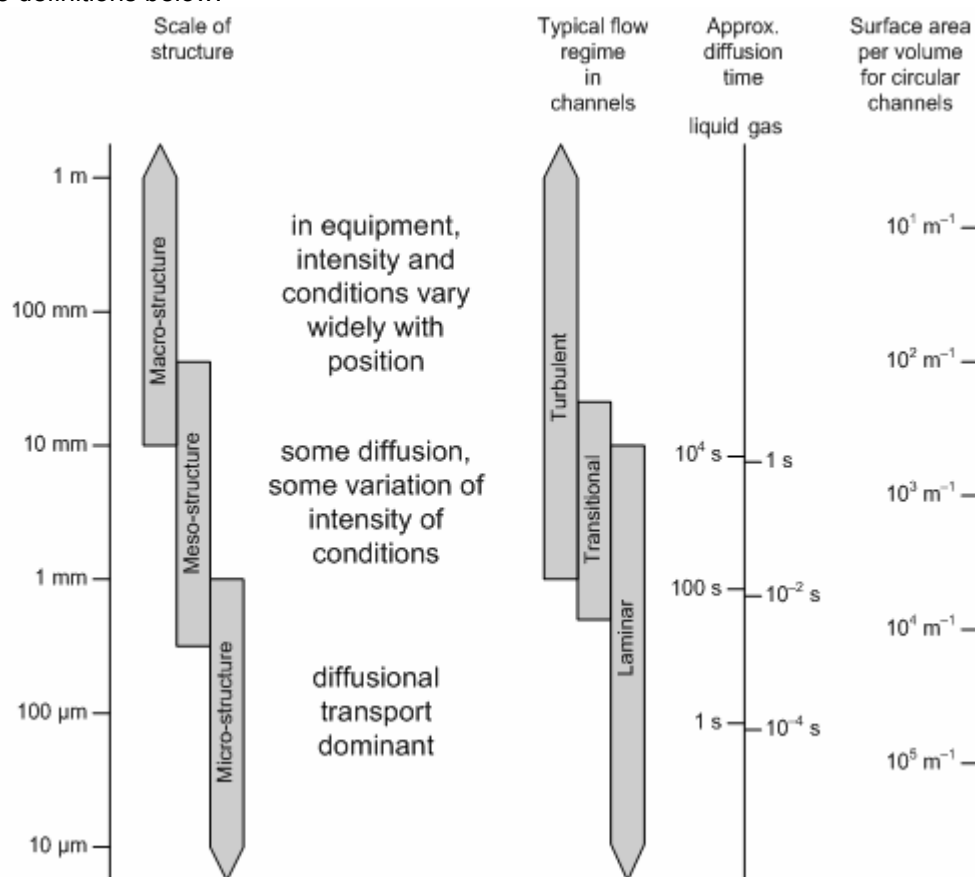 definitions below.
Scale of
structure
Typical flow
regime
in
channels
Approx.
diffusion
time
liquid gas
Surface area
per volume
for circular
channels
1 m
100 mm
10 mm
1 mm
100 µm
10 µm
Macro-structure
Meso-structure
Micro-structure
in equipment,
intensity and
conditions vary
widely with
position
some diffusion,
some variation of
intensity of
conditions
diffusional
transport
dominant
Turbulent
Transitional
Laminar
10⁴ s
100 s
1 s
1 s
10⁻² s
10⁻⁴ s
10¹ m⁻¹
10² m⁻¹
10³ m⁻¹
10⁴ m⁻¹
10⁵ m⁻¹